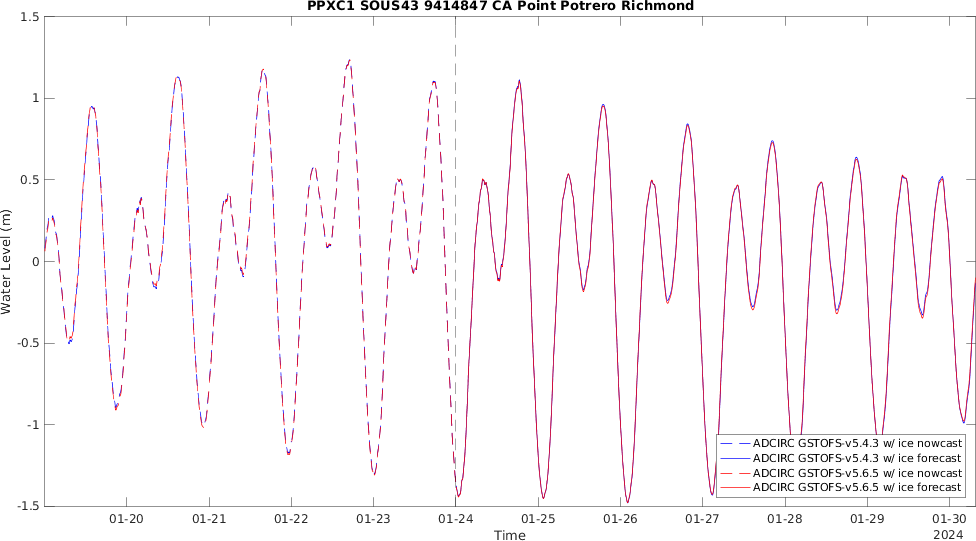 PPXC1 SOUS43 9414847 CA Point Potrero Richmond
1.5
1
0.5
0
-0.5
-1
-1.5
Water Level (m)
01-20 01-21 01-22 01-23 01-24 01-25 01-26 01-27 01-28 01-29 01-30
2024
Time
ADCIRC GSTOFS-v5.4.3 w/ ice nowcast
ADCIRC GSTOFS-v5.4.3 w/ ice forecast
ADCIRC GSTOFS-v5.6.5 w/ ice nowcast
ADCIRC GSTOFS-v5.6.5 w/ ice forecast